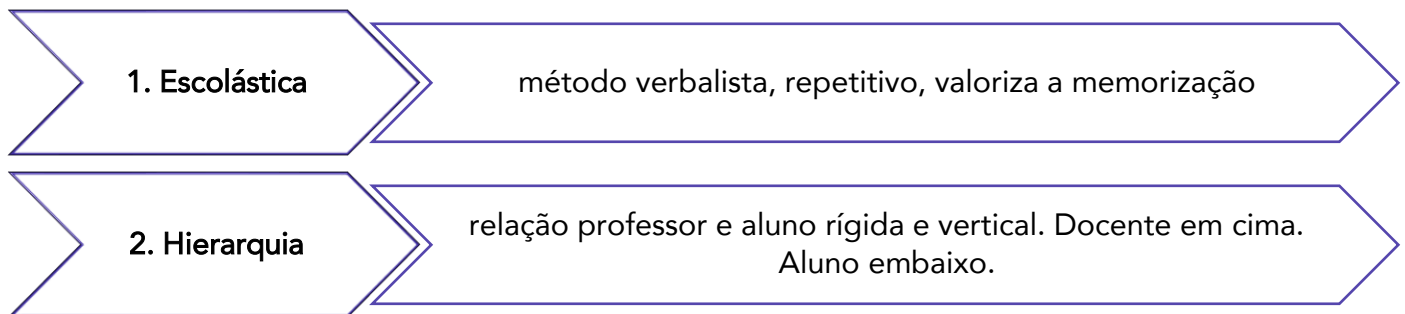 1. Escolástica
método verbalista, repetitivo, valoriza a memorização
2. Hierarquia
relação professor e aluno rígida e vertical. Docente em cima.
Aluno embaixo.